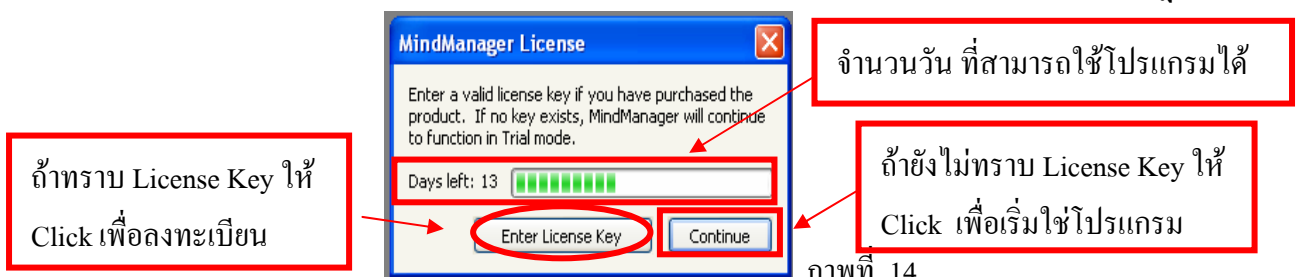 MindManager License
จำนวนวัน ที่สามารถใช้โปรแกรมได้
Enter a valid license key if you have purchased the
product. If no key exists, MindManager will continue
to function in Trial mode.
ถ้าทราบ License Key ให้
Click เพื่อลงทะเบียน
Days left: 13
ถ้ายังไม่ทราบ License Key ให้
Click เพื่อเริ่มใช่โปรแกรม
Enter License Key
Continue
ภาพที่ 14